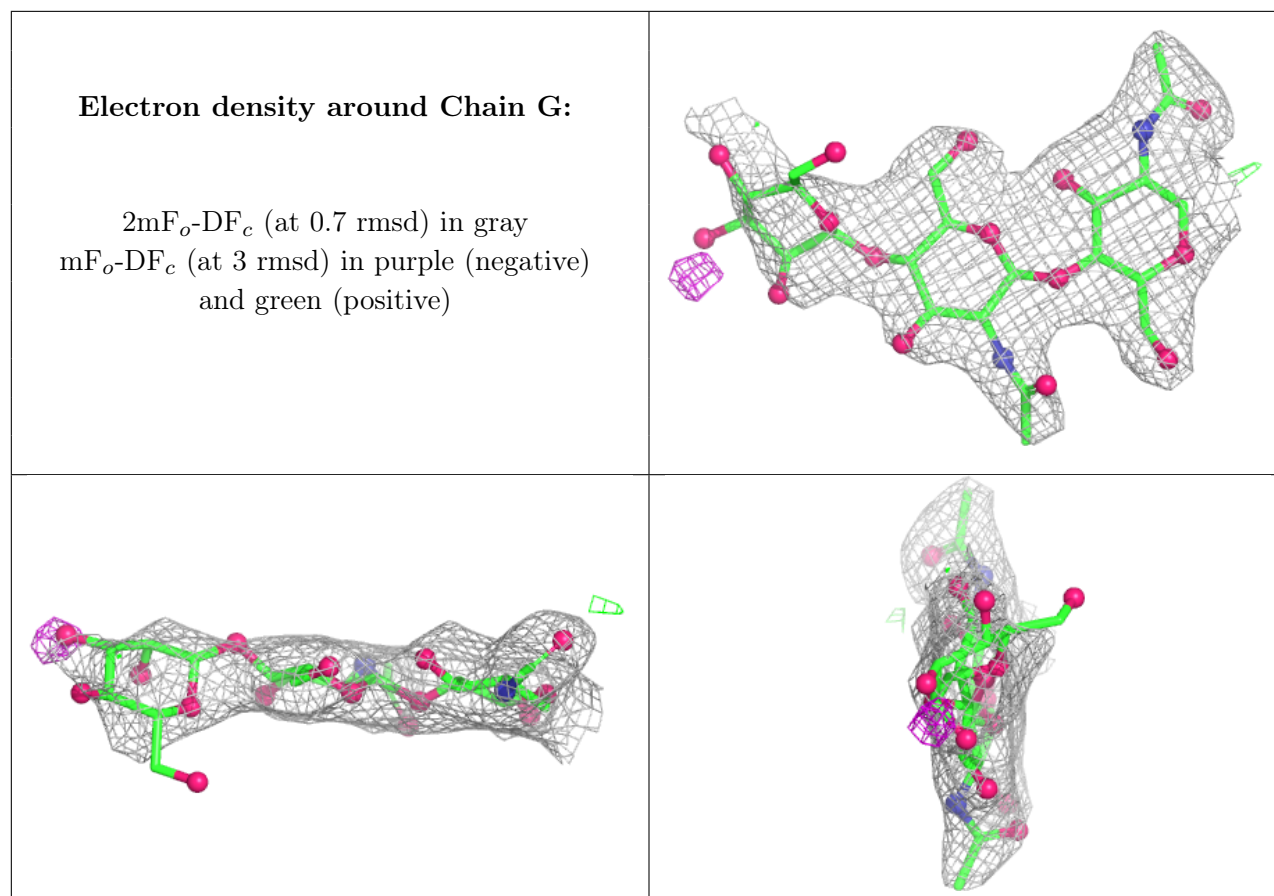 Electron density around Chain G:
2mFo-DFc (at 0.7 rmsd) in gray
mFo-DFc (at 3 rmsd) in purple (negative)
and green (positive)